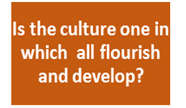 Is the culture one in
which all flourish
and develop?